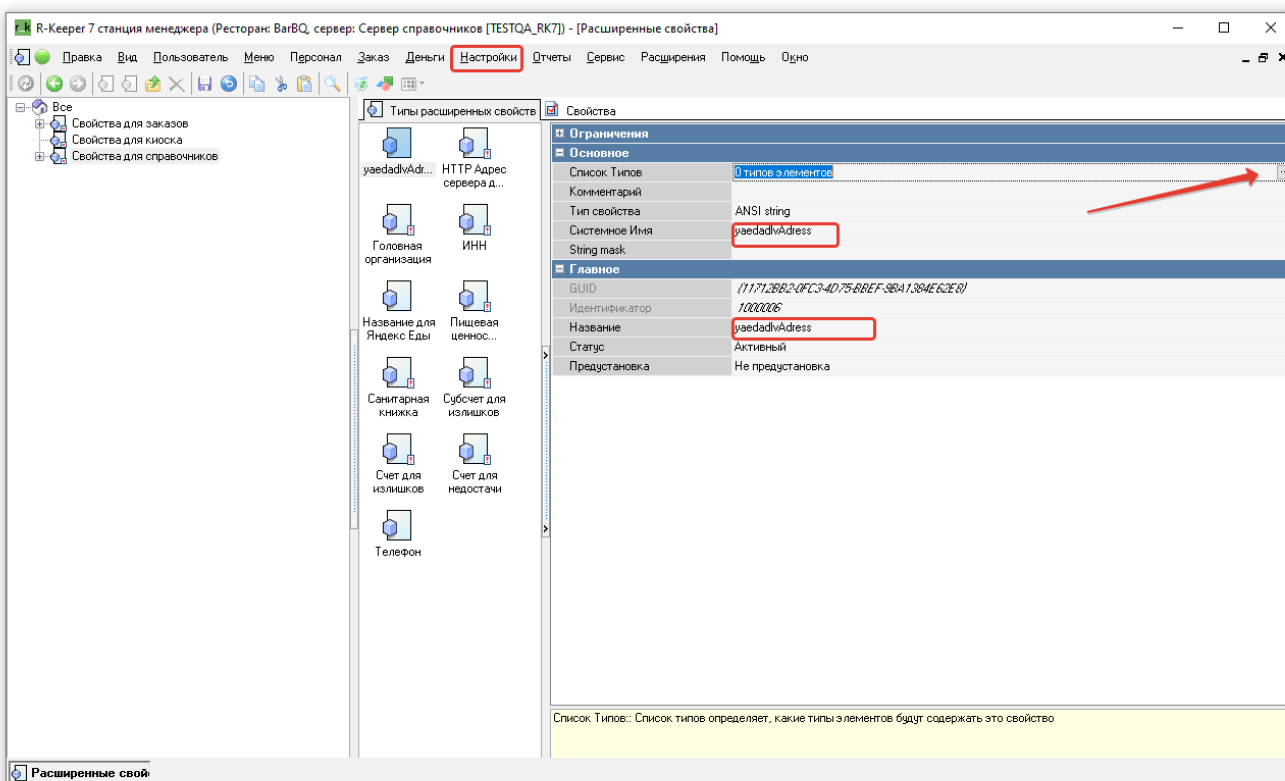 R-Keeper 7 станция менеджера (Ресторан: BarBQ, сервер: Сервер справочников [TESTQA_RK7]) - [Расширенные свойства]
Правка Вид Пользователь Меню Персонал Заказ Деньги Настройки Отчеты Сервис Расширения Помощь Окно
Все
Свойства для заказов
Свойства для киоска
Свойства для справочников
Типы расширенных свойств
yaedadlvAdr...
HTTP Адрес
сервера д...
Головная
организация
ИНН
Название для
Яндекс Еды
Пищевая
ценнос...
Санитарная
книжка
Субсчет для
излишков
Счет для
излишков
Счет для
недостачи
Телефон
Свойства
Ограничения
Основное
Список Типов 0 типов элементов
Комментарий
Тип свойства ANSI string
Системное Имя yaedadlvAdress
String mask
Главное
GUID {11712BB2-0FC3-4D75-BBEF-9BA1384E62E8}
Идентификатор 1000006
Название yaedadlvAdress
Статус Активный
Предустановка Не предустановка
Список Типов:: Список типов определяет, какие типы элементов будут содержать это свойство
Расширенные свой